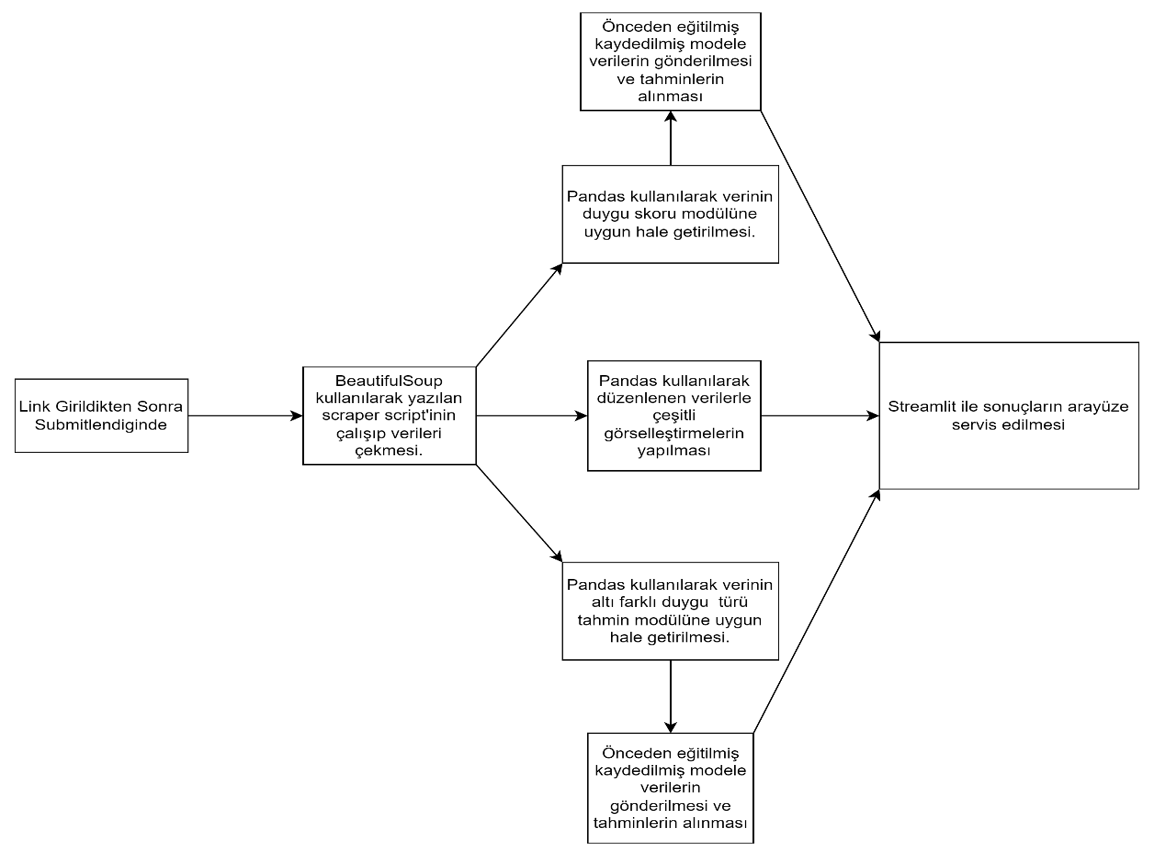 Önceden eğitilmiş
kaydedilmiş modele
verilerin gönderilmesi
ve tahminlerin
alınması
Pandas kullanılarak verinin
duygu skoru modülüne
uygun hale getirilmesi.
Link Girildikten Sonra
Submitlendiginde
BeautifulSoup
kullanılarak yazılan
scraper script'inin
çalışıp verileri
çekmesi.
Pandas kullanılarak
düzenlenen verilerle
çeşitli
görselleştirmelerin
yapılması
Streamlit ile sonuçların arayüze
servis edilmesi
Pandas kullanılarak verinin
altı farklı duygu  türü
tahmin modülüne uygun
hale getirilmesi.
Önceden eğitilmiş
kaydedilmiş modele
verilerin
gönderilmesi ve
tahminlerin alınması